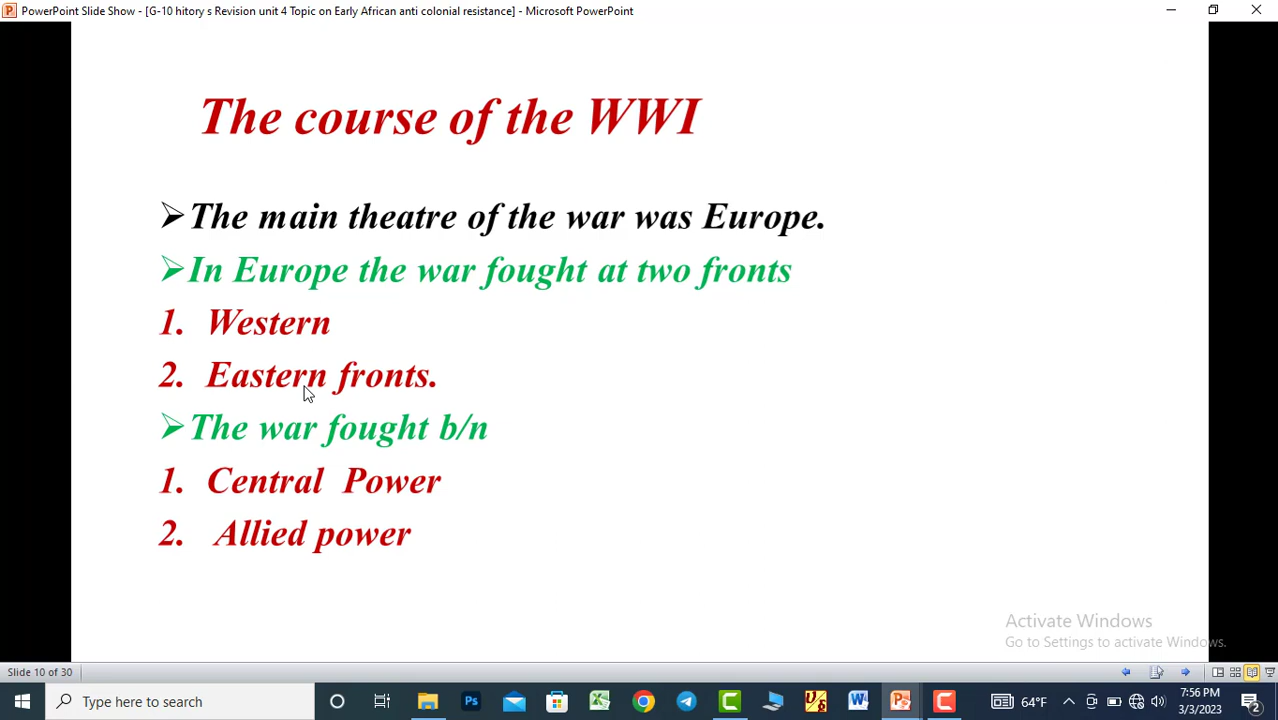 PowerPoint Slide Show - [G-10 hitory s Revision unit 4 Topic on Early African anti colonial resistance] - Microsoft PowerPoint
The course of the WWI
➢The main theatre of the war was Europe.
➢In Europe the war fought at two fronts
1. Western
2. Eastern fronts.
➢The war fought b/n
1. Central Power
2. Allied power
Activate Windows
Go to Settings to activate Windows.
Slide 10 of 30
Type here to search
64°F
7:56 PM
3/3/2023
2